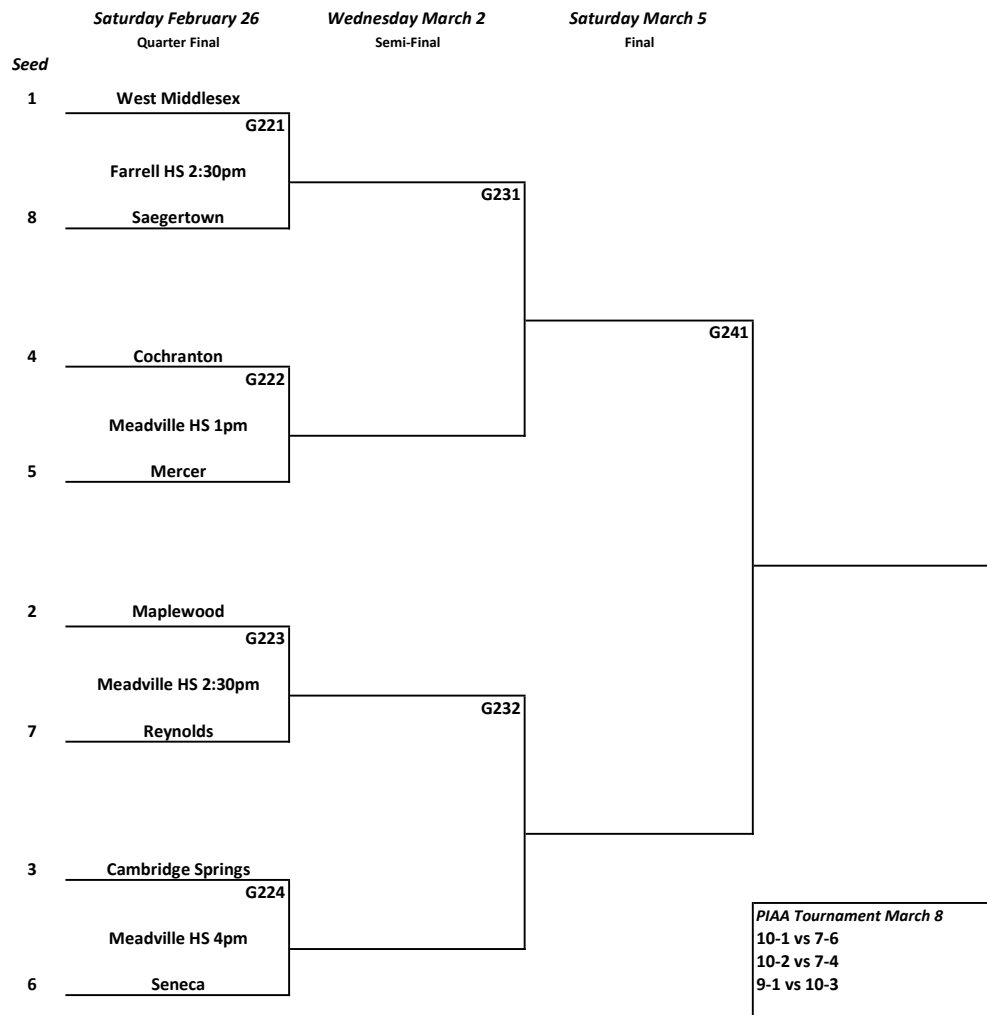 Saturday February 26 Wednesday March 2 Saturday March 5
Quarter Final Semi-Final Final
Seed
1 West Middlesex
G221
Farrell HS 2:30pm
G231
8 Saegertown
G241
4 Cochranton
G222
Meadville HS 1pm
5 Mercer
2 Maplewood
G223
Meadville HS 2:30pm
G232
7 Reynolds
3 Cambridge Springs
G224
Meadville HS 4pm
6 Seneca
PIAA Tournament March 8
10-1 vs 7-6
10-2 vs 7-4
9-1 vs 10-3